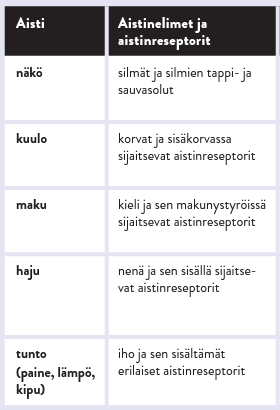 Aisti
Aistinelimet ja
aistinreseptorit
näkö
silmät ja silmien tappi- ja
sauvasolut
kuulo
korvat ja sisäkorvassa
sijaitsevat aistinreseptorit
maku
kieli ja sen makunystyröissä
sijaitsevat aistinreseptorit
haju
nenä ja sen sisällä sijaitse-
vat aistinreseptorit
tunto
(paine, lämpö,
kipu)
iho ja sen sisältämät
erilaiset aistinreseptorit